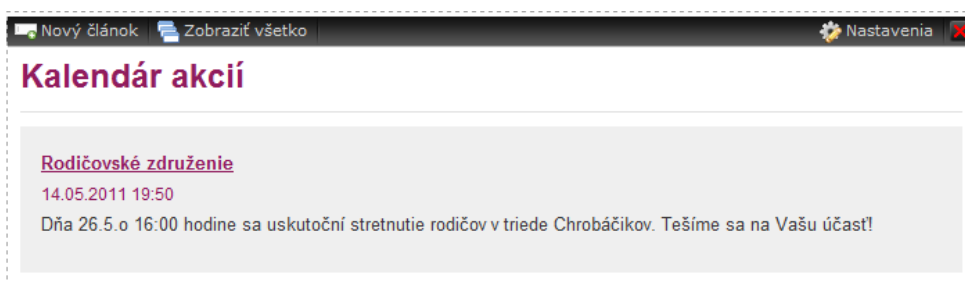 Nový článok Zobraziť všetko Nastavenia
Kalendár akcií
Rodičovské združenie
14.05.2011 19:50
Dňa 26.5.o 16:00 hodine sa uskutoční stretnutie rodičov v triede Chrobáčikov. Tešíme sa na Vašu účasť!